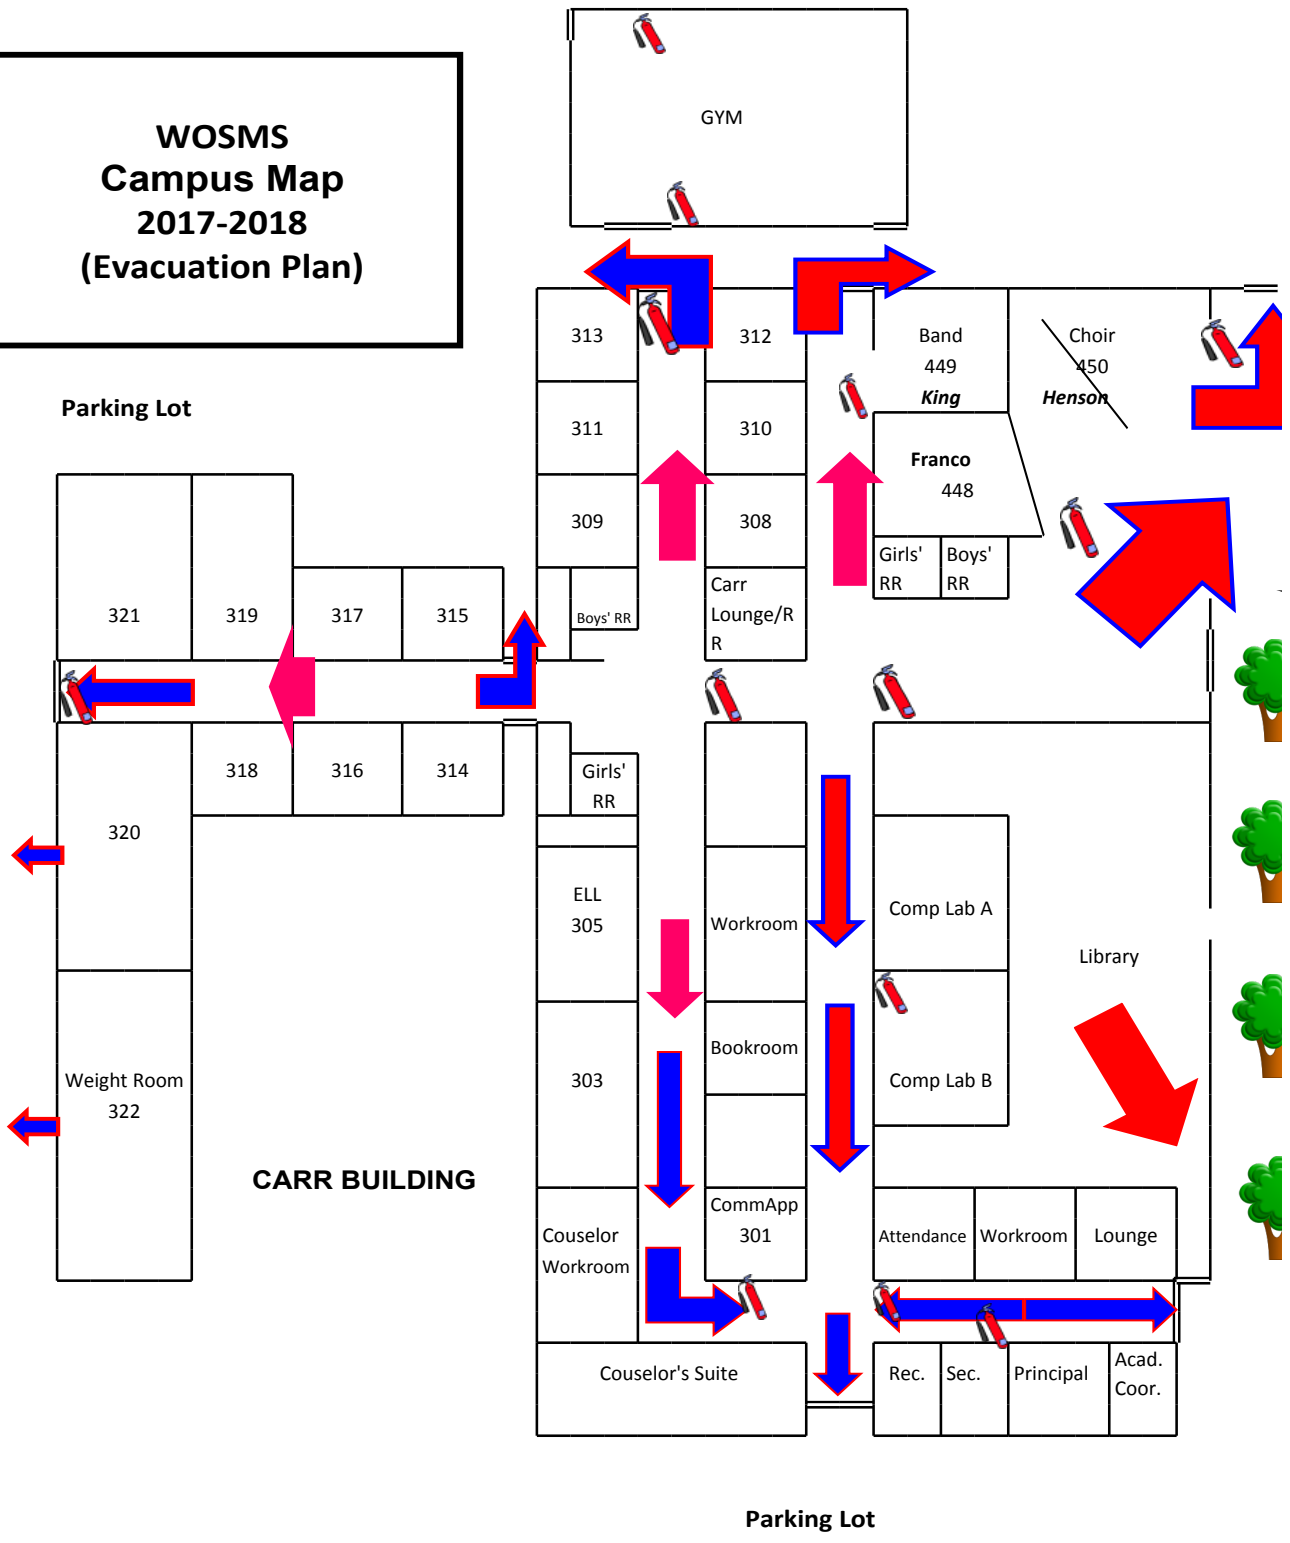 GYM
WOSMS
Campus Map
2017-2018
(Evacuation Plan)
313
312
Band
449
King
Choir
450
Henson
Parking Lot
311
310
Franco
448
309
308
Girls'
RR
Boys'
RR
321
319
317
315
Boys' RR
Carr
Lounge/R
R
318
316
314
Girls'
RR
320
ELL
305
Workroom
Comp Lab A
Library
Bookroom
Weight Room
322
303
Comp Lab B
CARR BUILDING
Couselor
Workroom
CommApp
301
Attendance
Workroom
Lounge
Couselor's Suite
Rec.
Sec.
Principal
Acad.
Coor.
Parking Lot